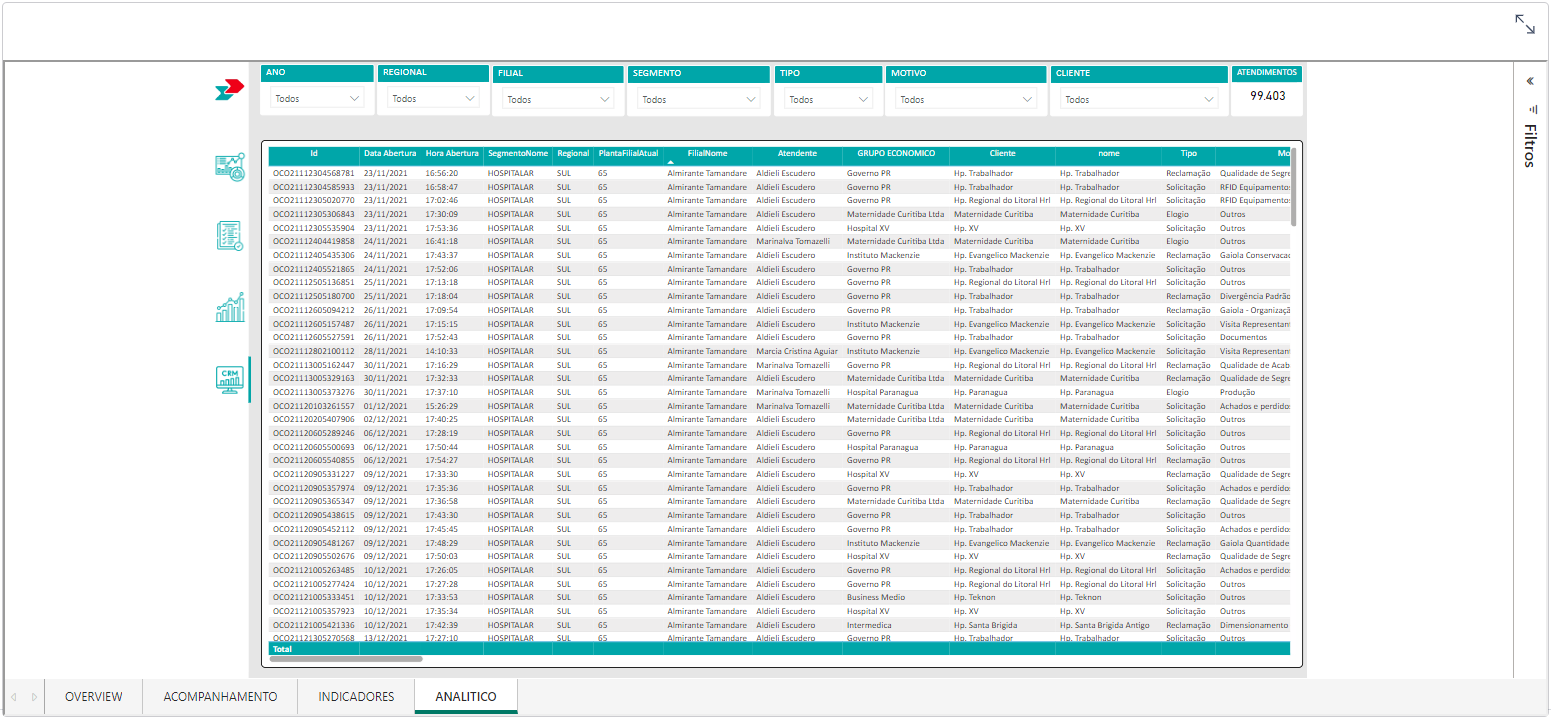 ANO REGIONAL FILIAL SEGMENTO TIPO MOTIVO CLIENTE ATENDIMENTOS
Todos Todos Todos Todos Todos Todos Todos 99.403
Filtros
CRM
Id Data Abertura Hora Abertura SegmentoNome Regional PlantaFilialAtual FilialNome Atendente GRUPO ECONOMICO Cliente nome Tipo Mo
OCO21112304568781 23/11/2021 16:56:20 HOSPITALAR SUL 65 Almirante Tamandare Aldieli Escudero Governo PR Hp. Trabalhador Hp. Trabalhador Reclamação Qualidade de Segre
OCO21112304585933 23/11/2021 16:58:47 HOSPITALAR SUL 65 Almirante Tamandare Aldieli Escudero Governo PR Hp. Trabalhador Hp. Trabalhador Solicitação RFID Equipamentos
OCO21112305020770 23/11/2021 17:02:46 HOSPITALAR SUL 65 Almirante Tamandare Aldieli Escudero Governo PR Hp. Regional do Litoral Hrl Hp. Regional do Litoral Hrl Solicitação RFID Equipamentos
OCO21112305306843 23/11/2021 17:30:09 HOSPITALAR SUL 65 Almirante Tamandare Aldieli Escudero Maternidade Curitiba Ltda Maternidade Curitiba Maternidade Curitiba Elogio Outros
OCO21112305535904 23/11/2021 17:53:36 HOSPITALAR SUL 65 Almirante Tamandare Aldieli Escudero Hospital XV Hp. XV Hp. XV Solicitação Outros
OCO21112404419858 24/11/2021 16:41:18 HOSPITALAR SUL 65 Almirante Tamandare Marinalva Tomazelli Maternidade Curitiba Ltda Maternidade Curitiba Maternidade Curitiba Elogio Outros
OCO21112405435306 24/11/2021 17:43:37 HOSPITALAR SUL 65 Almirante Tamandare Aldieli Escudero Instituto Mackenzie Hp. Evangelico Mackenzie Hp. Evangelico Mackenzie Reclamação Gaiola Conservacao
OCO21112405521865 24/11/2021 17:52:06 HOSPITALAR SUL 65 Almirante Tamandare Aldieli Escudero Governo PR Hp. Trabalhador Hp. Trabalhador Solicitação Outros
OCO21112505136851 25/11/2021 17:13:18 HOSPITALAR SUL 65 Almirante Tamandare Aldieli Escudero Governo PR Hp. Regional do Litoral Hrl Hp. Regional do Litoral Hrl Solicitação Outros
OCO21112505180700 25/11/2021 17:18:04 HOSPITALAR SUL 65 Almirante Tamandare Aldieli Escudero Governo PR Hp. Trabalhador Hp. Trabalhador Reclamação Divergência Padrão
OCO21112605094212 26/11/2021 17:09:54 HOSPITALAR SUL 65 Almirante Tamandare Aldieli Escudero Governo PR Hp. Trabalhador Hp. Trabalhador Reclamação Gaiola - Organizaçã
OCO21112605157487 26/11/2021 17:15:15 HOSPITALAR SUL 65 Almirante Tamandare Aldieli Escudero Instituto Mackenzie Hp. Evangelico Mackenzie Hp. Evangelico Mackenzie Solicitação Visita Representant
OCO21112605527591 26/11/2021 17:52:43 HOSPITALAR SUL 65 Almirante Tamandare Aldieli Escudero Governo PR Hp. Trabalhador Hp. Trabalhador Solicitação Documentos
OCO21112802100112 28/11/2021 14:10:33 HOSPITALAR SUL 65 Almirante Tamandare Marcia Cristina Aguiar Instituto Mackenzie Hp. Evangelico Mackenzie Hp. Evangelico Mackenzie Solicitação Visita Representant
OCO21113005162447 30/11/2021 17:16:29 HOSPITALAR SUL 65 Almirante Tamandare Marinalva Tomazelli Governo PR Hp. Regional do Litoral Hrl Hp. Regional do Litoral Hrl Reclamação Qualidade de Acab
OCO21113005329163 30/11/2021 17:32:33 HOSPITALAR SUL 65 Almirante Tamandare Aldieli Escudero Maternidade Curitiba Ltda Maternidade Curitiba Maternidade Curitiba Reclamação Qualidade de Segre
OCO21113005373276 30/11/2021 17:37:10 HOSPITALAR SUL 65 Almirante Tamandare Marinalva Tomazelli Hospital Paranagua Hp. Paranagua Hp. Paranagua Elogio Produção
OCO21120103261557 01/12/2021 15:26:29 HOSPITALAR SUL 65 Almirante Tamandare Marinalva Tomazelli Maternidade Curitiba Ltda Maternidade Curitiba Maternidade Curitiba Solicitação Achados e perdidos
OCO21120205407906 02/12/2021 17:40:25 HOSPITALAR SUL 65 Almirante Tamandare Aldieli Escudero Maternidade Curitiba Ltda Maternidade Curitiba Maternidade Curitiba Solicitação Outros
OCO21120605289246 06/12/2021 17:28:19 HOSPITALAR SUL 65 Almirante Tamandare Aldieli Escudero Governo PR Hp. Regional do Litoral Hrl Hp. Regional do Litoral Hrl Solicitação Outros
OCO21120605500693 06/12/2021 17:50:44 HOSPITALAR SUL 65 Almirante Tamandare Aldieli Escudero Hospital Paranagua Hp. Paranagua Hp. Paranagua Solicitação Outros
OCO21120605540855 06/12/2021 17:54:27 HOSPITALAR SUL 65 Almirante Tamandare Aldieli Escudero Governo PR Hp. Regional do Litoral Hrl Hp. Regional do Litoral Hrl Reclamação Outros
OCO21120905331227 09/12/2021 17:33:30 HOSPITALAR SUL 65 Almirante Tamandare Aldieli Escudero Hospital XV Hp. XV Hp. XV Reclamação Qualidade de Segre
OCO21120905357974 09/12/2021 17:35:36 HOSPITALAR SUL 65 Almirante Tamandare Aldieli Escudero Governo PR Hp. Trabalhador Hp. Trabalhador Solicitação Achados e perdidos
OCO21120905365347 09/12/2021 17:36:58 HOSPITALAR SUL 65 Almirante Tamandare Aldieli Escudero Maternidade Curitiba Ltda Maternidade Curitiba Maternidade Curitiba Reclamação Qualidade de Segre
OCO21120905438615 09/12/2021 17:43:30 HOSPITALAR SUL 65 Almirante Tamandare Aldieli Escudero Governo PR Hp. Trabalhador Hp. Trabalhador Solicitação Outros
OCO21120905452112 09/12/2021 17:45:45 HOSPITALAR SUL 65 Almirante Tamandare Aldieli Escudero Governo PR Hp. Trabalhador Hp. Trabalhador Solicitação Achados e perdidos
OCO21120905481267 09/12/2021 17:48:29 HOSPITALAR SUL 65 Almirante Tamandare Aldieli Escudero Instituto Mackenzie Hp. Evangelico Mackenzie Hp. Evangelico Mackenzie Reclamação Gaiola Quantidade
OCO21120905502676 09/12/2021 17:50:03 HOSPITALAR SUL 65 Almirante Tamandare Aldieli Escudero Hospital XV Hp. XV Hp. XV Reclamação Qualidade de Segre
OCO21121005263485 10/12/2021 17:26:05 HOSPITALAR SUL 65 Almirante Tamandare Aldieli Escudero Governo PR Hp. Regional do Litoral Hrl Hp. Regional do Litoral Hrl Reclamação Achados e perdidos
OCO21121005277424 10/12/2021 17:27:28 HOSPITALAR SUL 65 Almirante Tamandare Aldieli Escudero Governo PR Hp. Regional do Litoral Hrl Hp. Regional do Litoral Hrl Solicitação Outros
OCO21121005333451 10/12/2021 17:33:53 HOSPITALAR SUL 65 Almirante Tamandare Aldieli Escudero Business Medio Hp. Teknon Hp. Teknon Solicitação Outros
OCO21121005357923 10/12/2021 17:35:34 HOSPITALAR SUL 65 Almirante Tamandare Aldieli Escudero Hospital XV Hp. XV Hp. XV Solicitação Outros
OCO21121005421336 10/12/2021 17:42:39 HOSPITALAR SUL 65 Almirante Tamandare Aldieli Escudero Intermedica Hp. Santa Brigida Hp. Santa Brigida Antigo Reclamação Dimensionamento
OCO21121305270568 13/12/2021 17:27:10 HOSPITALAR SUL 65 Almirante Tamandare Aldieli Escudero Governo PR Hp. Trabalhador Hp. Trabalhador Solicitação Outros
Total
OVERVIEW ACOMPANHAMENTO INDICADORES ANALITICO